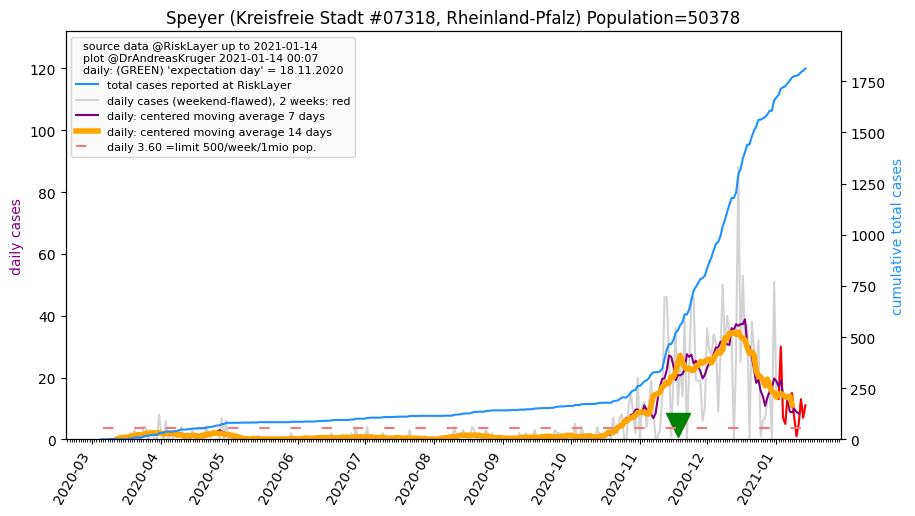 Speyer (Kreisfreie Stadt #07318, Rheinland-Pfalz) Population=50378
source data @RiskLayer up to 2021-01-14
plot @DrAndreasKruger 2021-01-14 00:07
daily: (GREEN) 'expectation day' = 18.11.2020
total cases reported at RiskLayer
daily cases (weekend-flawed), 2 weeks: red
daily: centered moving average 7 days
daily: centered moving average 14 days
daily 3.60 =limit 500/week/1mio pop.
daily cases
120
100
80
60
40
20
0
cumulative total cases
1750
1500
1250
1000
750
500
250
0
2020-03
2020-04
2020-05
2020-06
2020-07
2020-08
2020-09
2020-10
2020-11
2020-12
2021-01